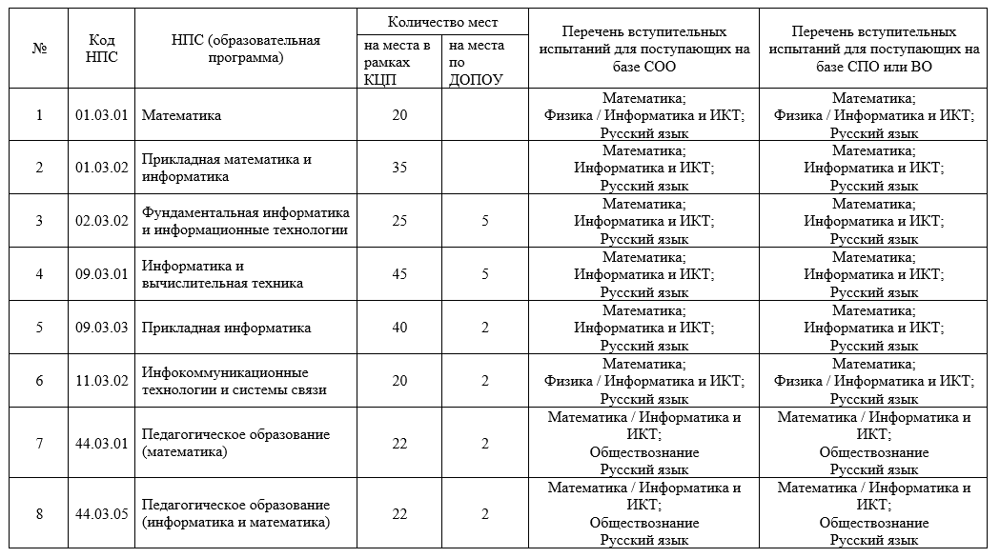 №
Код
НПС
НПС (образовательная
программа)
Количество мест
на места в
рамках
КЦП
на места
по
ДОПОУ
Перечень вступительных
испытаний для поступающих на
базе СОО
Перечень вступительных
испытаний для поступающих на
базе СПО или ВО
1
01.03.01
Математика
20
Математика;
Физика / Информатика и ИКТ;
Русский язык
Математика;
Физика / Информатика и ИКТ;
Русский язык
2
01.03.02
Прикладная математика и
информатика
35
Математика;
Информатика и ИКТ;
Русский язык
Математика;
Информатика и ИКТ;
Русский язык
3
02.03.02
Фундаментальная информатика
и информационные технологии
25
5
Математика;
Информатика и ИКТ;
Русский язык
Математика;
Информатика и ИКТ;
Русский язык
4
09.03.01
Информатика и
вычислительная техника
45
5
Математика;
Информатика и ИКТ;
Русский язык
Математика;
Информатика и ИКТ;
Русский язык
5
09.03.03
Прикладная информатика
40
2
Математика;
Информатика и ИКТ;
Русский язык
Математика;
Информатика и ИКТ;
Русский язык
6
11.03.02
Инфокоммуникационные
технологии и системы связи
20
2
Математика;
Физика / Информатика и ИКТ;
Русский язык
Математика;
Физика / Информатика и ИКТ;
Русский язык
7
44.03.01
Педагогическое образование
(математика)
22
2
Математика / Информатика и
ИКТ;
Обществознание
Русский язык
Математика / Информатика и
ИКТ;
Обществознание
Русский язык
8
44.03.05
Педагогическое образование
(информатика и математика)
22
2
Математика / Информатика и
ИКТ;
Обществознание
Русский язык
Математика / Информатика и
ИКТ;
Обществознание
Русский язык